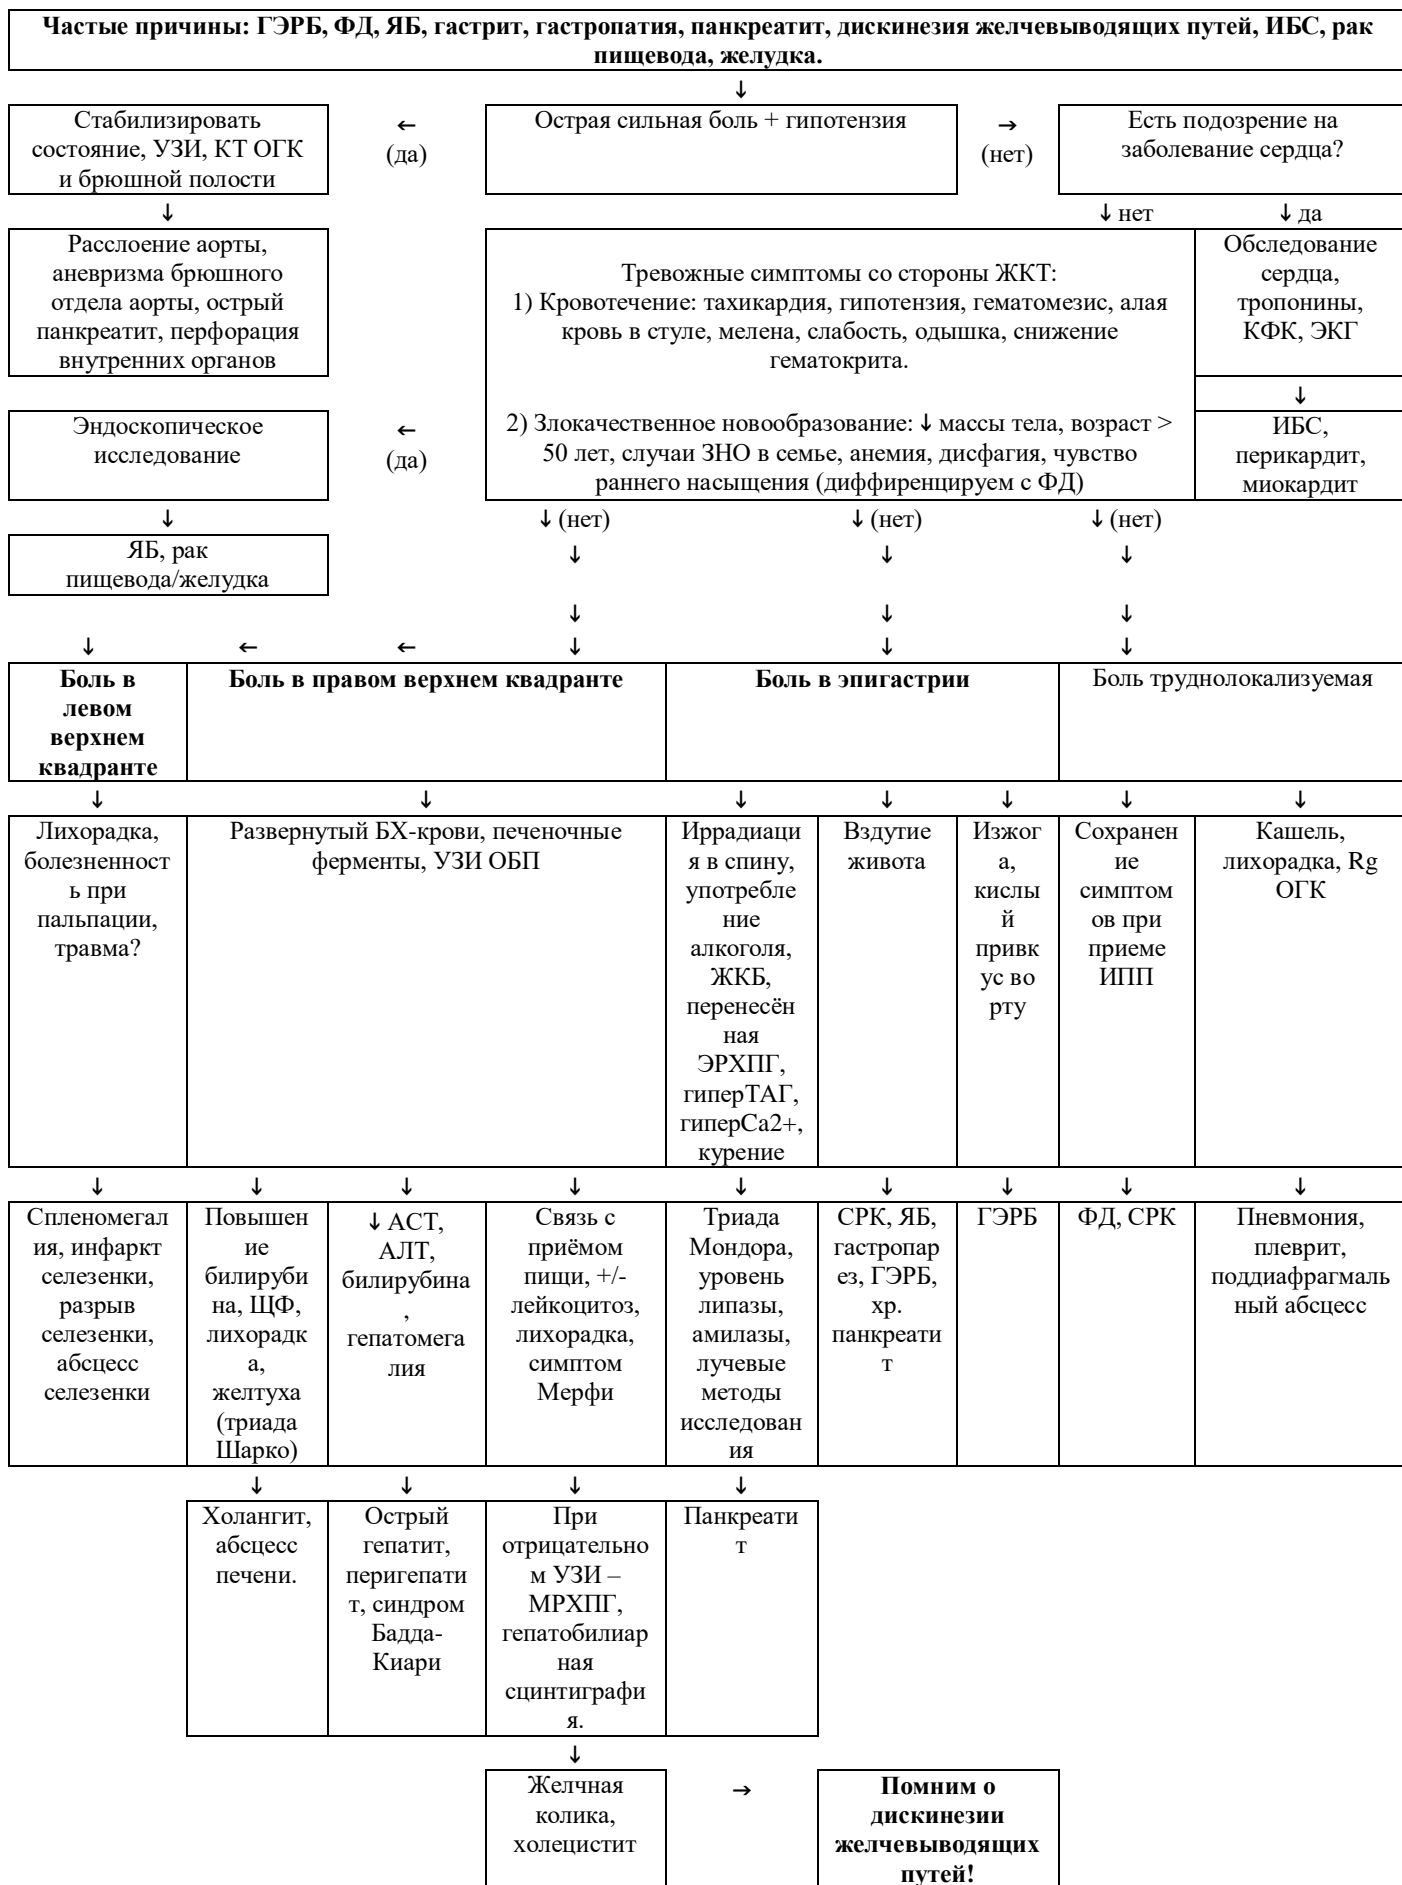 Частые причины: ГЭРБ, ФД, ЯБ, гастрит, гастропатия, панкреатит, дискинезия желчевыводящих путей, ИБС, рак
пищевода, желудка.
↓
Стабилизировать
состояние, УЗИ, КТ ОГК
и брюшной полости
←
(да)
Острая сильная боль + гипотензия
→
(нет)
Есть подозрение на
заболевание сердца?
↓
↓ нет
↓ да
Расслоение аорты,
аневризма брюшного
отдела аорты, острый
панкреатит, перфорация
внутренних органов
Тревожные симптомы со стороны ЖКТ:
1) Кровотечение: тахикардия, гипотензия, гематомезис, алая
кровь в стуле, мелена, слабость, одышка, снижение
гематокрита.
2) Злокачественное новообразование: ↓ массы тела, возраст >
50 лет, случаи ЗНО в семье, анемия, дисфагия, чувство
раннего насыщения (диффиренцируем с ФД)
Обследование
сердца,
тропонины,
КФК, ЭКГ
↓
ИБС,
перикардит,
миокардит
Эндоскопическое
исследование
←
(да)
↓
↓ (нет)
↓ (нет)
↓ (нет)
ЯБ, рак
пищевода/желудка
↓ ↓ ↓
↓ ↓ ↓
↓ ← ← ↓ ↓ ↓
Боль в
левом
верхнем
квадранте
Боль в правом верхнем квадранте
Боль в эпигастрии
Боль труднолокализуемая
↓ ↓ ↓ ↓ ↓ ↓ ↓
Лихорадка,
болезненност
ь при
пальпации,
травма?
Развернутый БХ-крови, печеночные
ферменты, УЗИ ОБП
Иррадиаци
я в спину,
употребле
ние
алкоголя,
ЖКБ,
перенесён
ная
ЭРХПГ,
гиперТАГ,
гиперCa2+,
курение
Вздутие
живота
Изжог
а,
кислы
й
привк
ус во
рту
Сохранен
ие
симптом
ов при
приеме
ИПП
Кашель,
лихорадка, Rg
ОГК
↓ ↓ ↓ ↓ ↓ ↓ ↓ ↓ ↓
Спленомегал
ия, инфаркт
селезенки,
разрыв
селезенки,
абсцесс
селезенки
Повышен
ие
билируби
на, ЩФ,
лихорадк
а,
желтуха
(триада
Шарко)
↓ АСТ,
АЛТ,
билирубина
,
гепатомега
лия
Связь с
приёмом
пищи, +/-
лейкоцитоз,
лихорадка,
симптом
Мерфи
Триада
Мондора,
уровень
липазы,
амилазы,
лучевые
методы
исследован
ия
СРК, ЯБ,
гастропар
ез, ГЭРБ,
хр.
панкреати
т
ГЭРБ
ФД, СРК
Пневмония,
плеврит,
поддиафрагмаль
ный абсцесс
↓ ↓ ↓ ↓
Холангит,
абсцесс
печени.
Острый
гепатит,
перигепати
т, синдром
Бадда-
Киари
При
отрицательно
м УЗИ –
МРХПГ,
гепатобилиар
ная
сцинтиграфи
я.
Панкреати
т
↓
Желчная
колика,
холецистит
→
Помним о
дискинезии
желчевыводящих
путей!